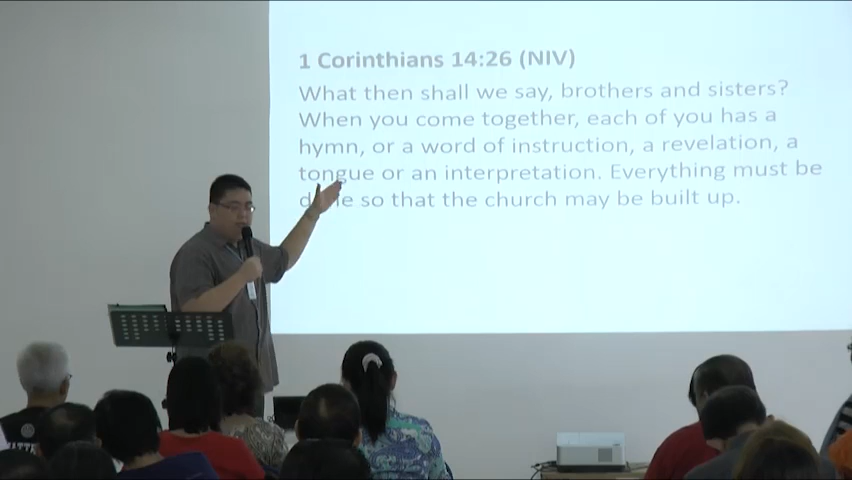 1 Corinthians 14:26 (NIV)
What then shall we say, brothers and sisters?
When you come together, each of you has a
hymn, or a word of instruction, a revelation, a
tongue or an interpretation. Everything must be
so that the church may be built up.